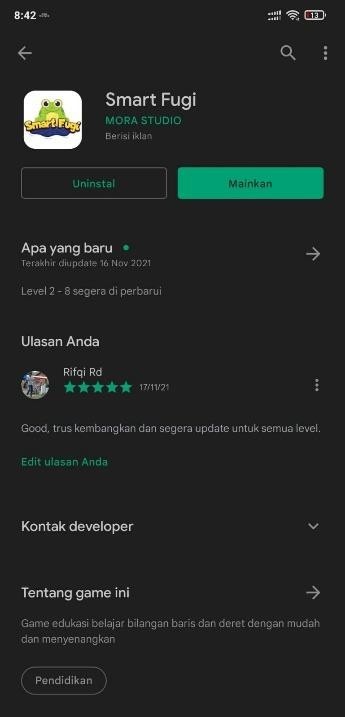 8:42
13
Smart Fugi
Smart Fugi
MORA STUDIO
Berisi iklan
Uninstal
Mainkan
Apa yang baru
Terakhir diupdate 16 Nov 2021
Level 2 - 8 segera di perbarui
Ulasan Anda
Rifqi Rd
17/11/21
Good, trus kembangkan dan segera update untuk semua level.
Edit ulasan Anda
Kontak developer
Tentang game ini
Game edukasi belajar bilangan baris dan deret dengan mudah
dan menyenangkan
Pendidikan